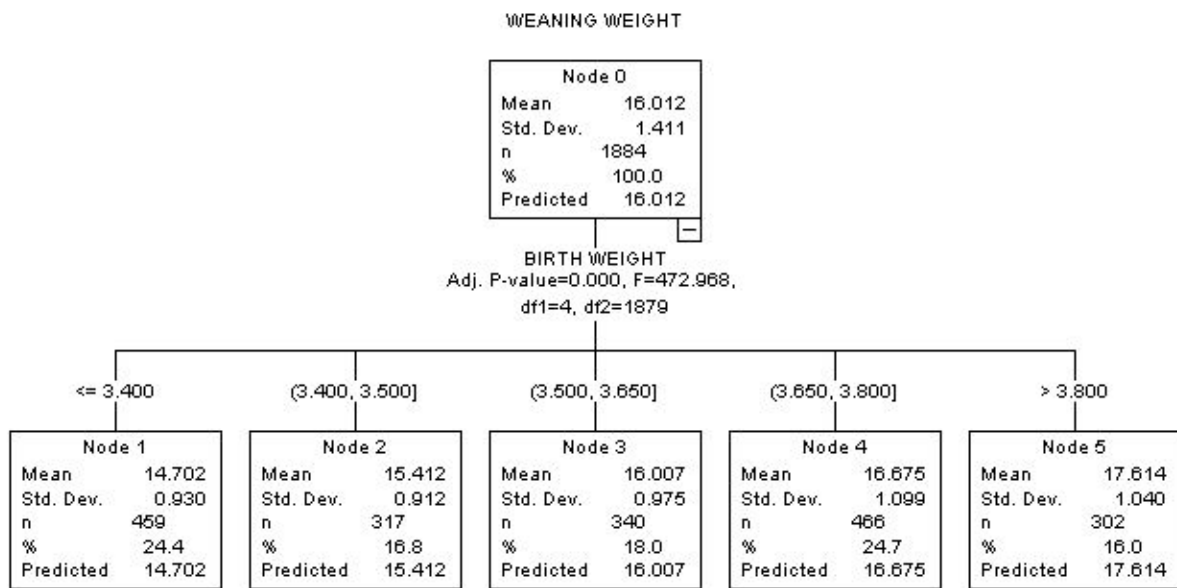 WEANING WEIGHT
Node 0
Mean 16.012
Std. Dev. 1.411
n 1884
% 100.0
Predicted 16.012
BIRTH WEIGHT
Adj. P-value=0.000, F=472.968,
df1=4, df2=1879
<= 3.400
(3.400, 3.500]
(3.500, 3.650]
(3.650, 3.800]
> 3.800
Node 1
Mean 14.702
Std. Dev. 0.930
n 459
% 24.4
Predicted 14.702
Node 2
Mean 15.412
Std. Dev. 0.912
n 317
% 16.8
Predicted 15.412
Node 3
Mean 16.007
Std. Dev. 0.975
n 340
% 18.0
Predicted 16.007
Node 4
Mean 16.675
Std. Dev. 1.099
n 466
% 24.7
Predicted 16.675
Node 5
Mean 17.614
Std. Dev. 1.040
n 302
% 16.0
Predicted 17.614